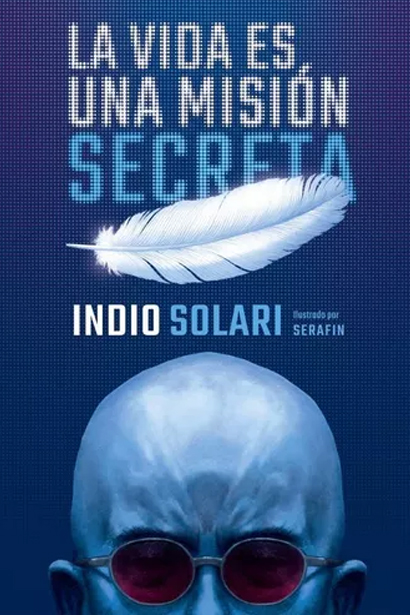 LA VIDA ES
UNA MISIÓN
SECRETA
INDIO SOLARI
Ilustrado por
SERAFIN